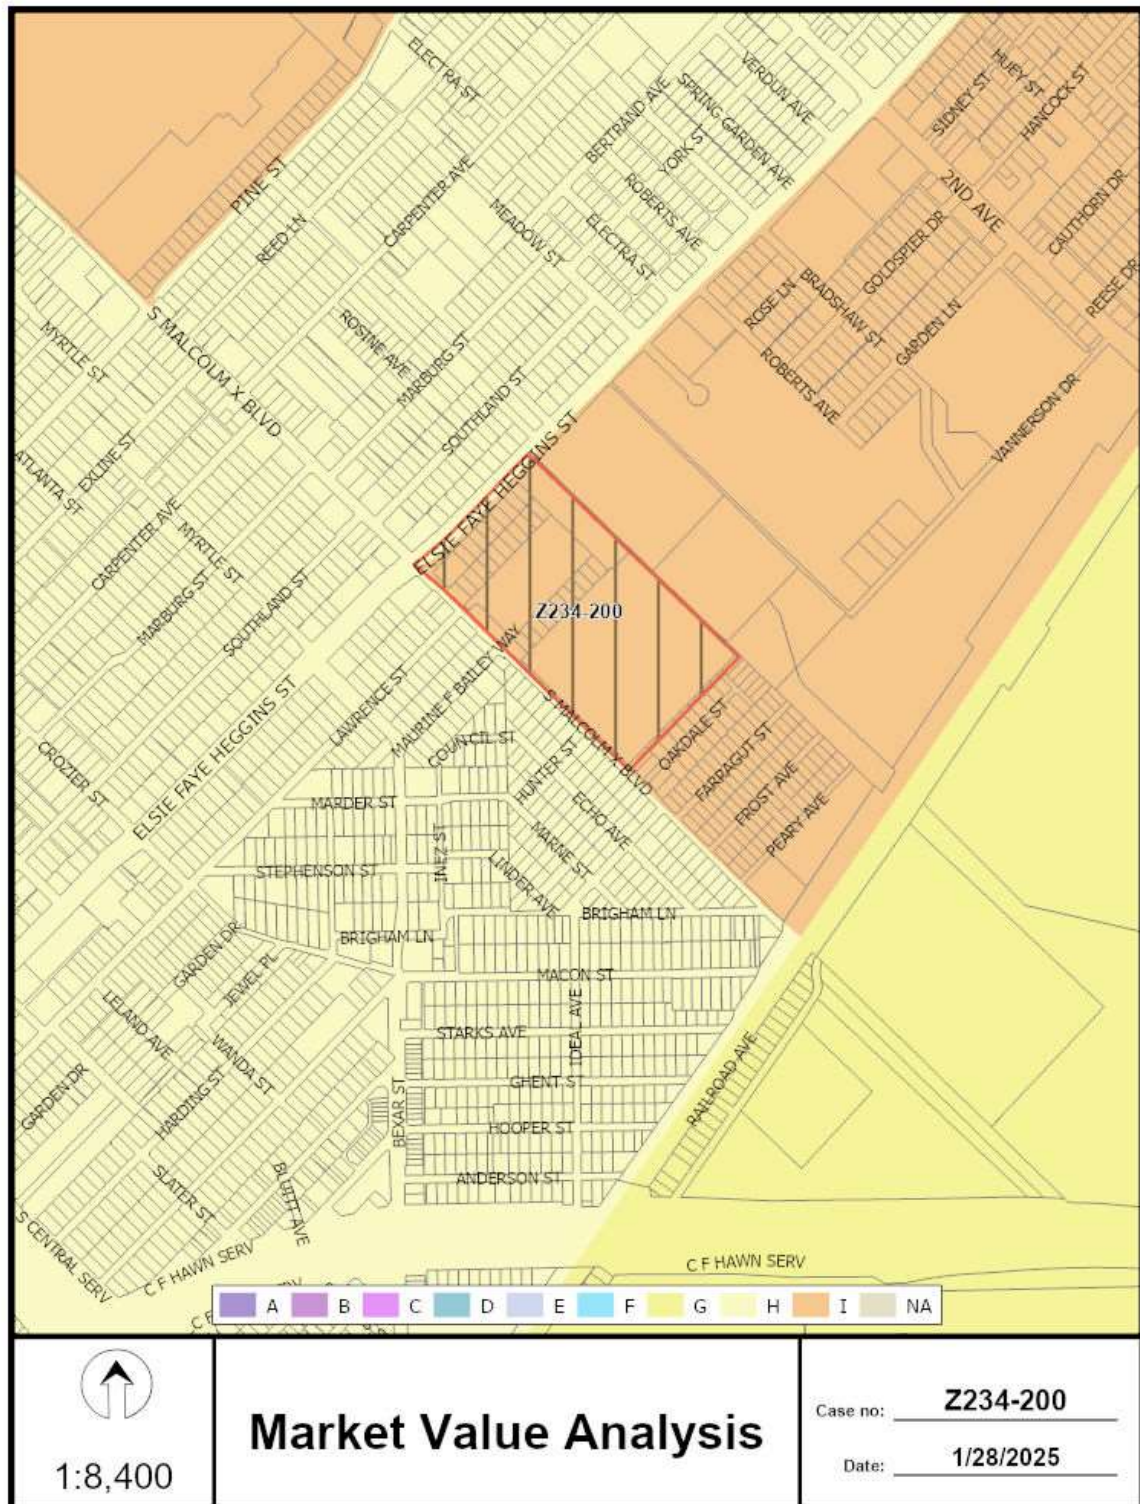 ELECTRA ST
VERDUN AVE
HUEY ST
SIDNEY ST
HANCOCK ST
SPRING GARDEN AVE
BERTRAND AVE
YORK S
PINE ST
CARPENTER AVE
REED LN
ROBERTS AVE
MEADOW ST
ELECTRA ST
2ND AVE
CAUTHORN DR
GOLDSPIER DR
REESE DR
ROSE LN
BRADSHAW ST
GARDEN LN
S MALCOLM X BLVD
MYRTLE ST
ROSINE AVE
MARBURG ST
ROBERTS AVE
SOUTHLAND ST
VANNERSON DR
EXLINE ST
ATLANTA ST
ELSIE FAYE HEGGINS ST
CARPENTER AVE
MYRTLE ST
MARBURG ST
SOUTHLAND ST
Z234-200
MAURINE F BAILEY WAY
LAWRENCE ST
COUNCIL ST
S MALCOLM X BLVD
OAKDALE ST
CROZIER ST
ELSIE FAYE HEGGINS ST
HUNTER ST
FARRAGUT ST
MARDER ST
ECHO AVE
FROST AVE
PEARY AVE
INEZ ST
MARNE ST
STEPHENSON ST
LINDER AVE
BRIGHAM LN
BRIGHAM LN
GARDEN DR
JEWEL PL
MACON ST
LELAND AVE
WANDA ST
STARKS AVE
IDEAL AVE
GARDEN DR
HARDING ST
GHENT ST
RAILROAD AVE
BEXAR ST
HOOPER ST
SLATER ST
BLUITT AVE
ANDERSON ST
S CENTRAL SERV
C F HAWN SERV
C F HAWN SERV
A B C D E F G H I NA
1:8,400
Market Value Analysis
Case no: Z234-200
Date: 1/28/2025